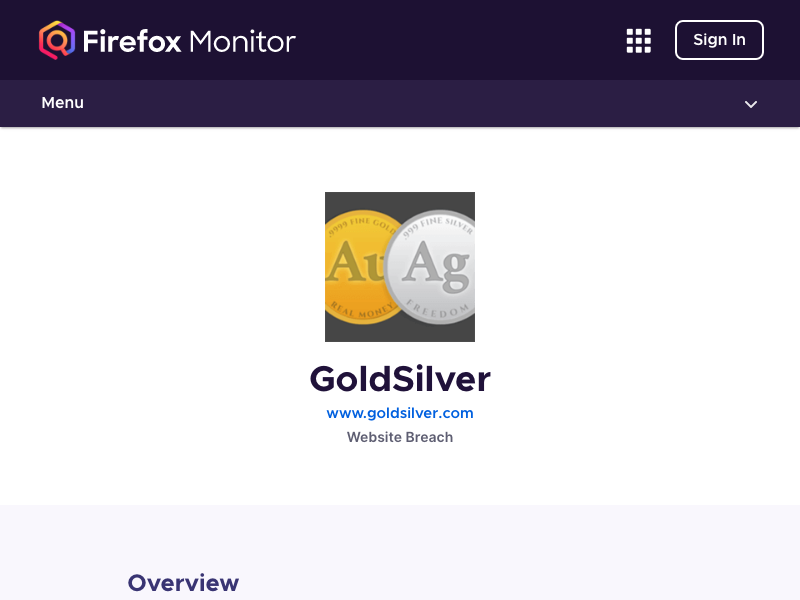 Firefox Monitor
Sign In
Menu
.9999 FINE GOLD
.999 FINE SILVER
Au
Ag
REAL MONEY
FREEDOM
GoldSilver
www.goldsilver.com
Website Breach
Overview